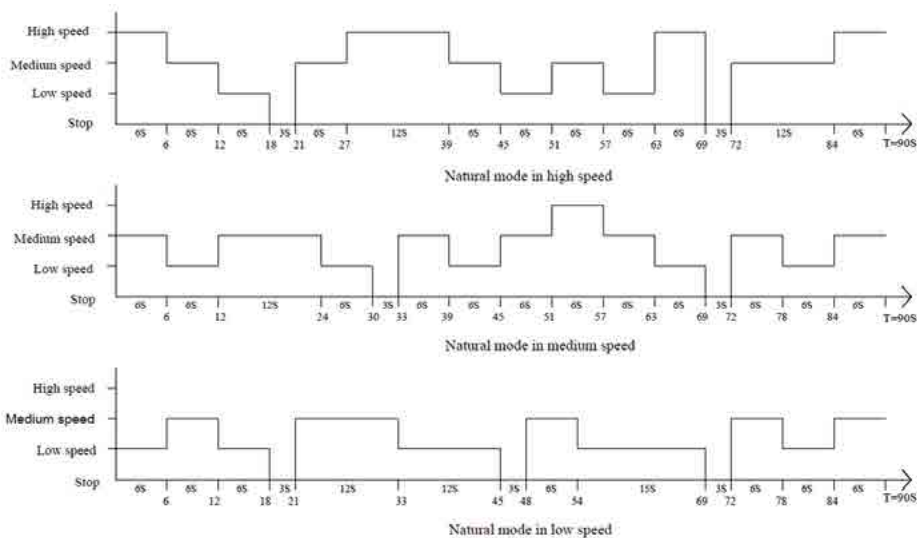 High speed
Medium speed
Low speed
Stop
6S 6S 6S 3S 6S 12S 6S 6S 6S 6S 6S 3S 12S 6S
6 12 18 21 27 39 45 51 57 63 69 72 84 T=90S
Natural mode in high speed
High speed
Medium speed
Low speed
Stop
6S 6S 12S 6S 3S 6S 6S 6S 6S 6S 6S 3S 6S 6S 6S
6 12 24 30 33 39 45 51 57 63 69 72 78 84 T=90S
Natural mode in medium speed
High speed
Medium speed
Low speed
Stop
6S 6S 6S 3S 12S 12S 3S 6S 15S 3S 6S 6S 6S
6 12 18 21 33 45 48 54 69 72 78 84 T=90S
Natural mode in low speed